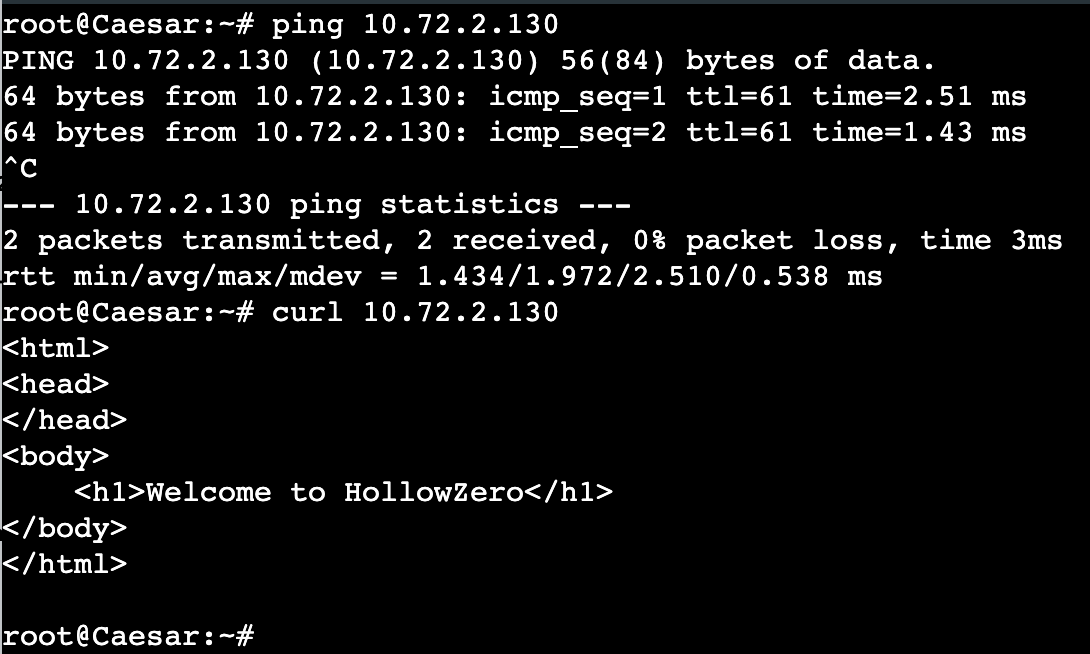 root@Caesar:~# ping 10.72.2.130
PING 10.72.2.130 (10.72.2.130) 56(84) bytes of data.
64 bytes from 10.72.2.130: icmp_seq=1 ttl=61 time=2.51 ms
64 bytes from 10.72.2.130: icmp_seq=2 ttl=61 time=1.43 ms
^C
--- 10.72.2.130 ping statistics ---
2 packets transmitted, 2 received, 0% packet loss, time 3ms
rtt min/avg/max/mdev = 1.434/1.972/2.510/0.538 ms
root@Caesar:~# curl 10.72.2.130
<html>
<head>
</head>
<body>
    <h1>Welcome to HollowZero</h1>
</body>
</html>

root@Caesar:~#